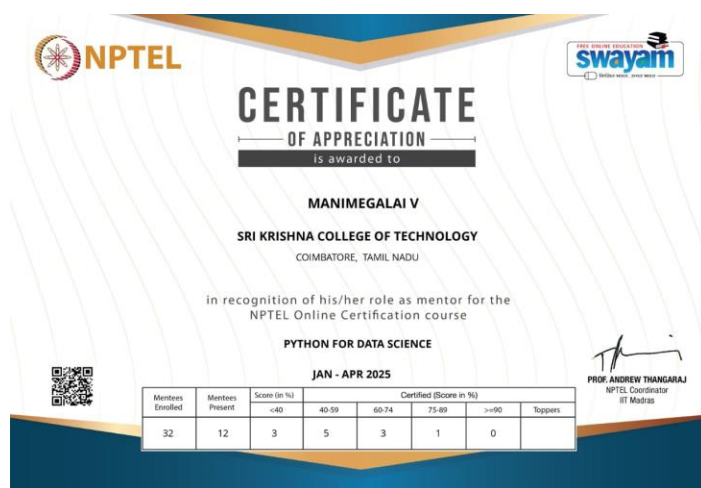 NPTEL
FREE ONLINE EDUCATION
swayam
CERTIFICATE
OF APPRECIATION
is awarded to
MANIMEGALAI V
SRI KRISHNA COLLEGE OF TECHNOLOGY
COIMBATORE, TAMIL NADU
in recognition of his/her role as mentor for the
NPTEL Online Certification course
PYTHON FOR DATA SCIENCE
JAN - APR 2025
PROF. ANDREW THANGARAJ
NPTEL Coordinator
IIT Madras
Mentees Enrolled Mentees Present Score (in %) Certified (Score in %)
<40 40-59 60-74 75-89 >=90 Toppers
32 12 3 5 3 1 0